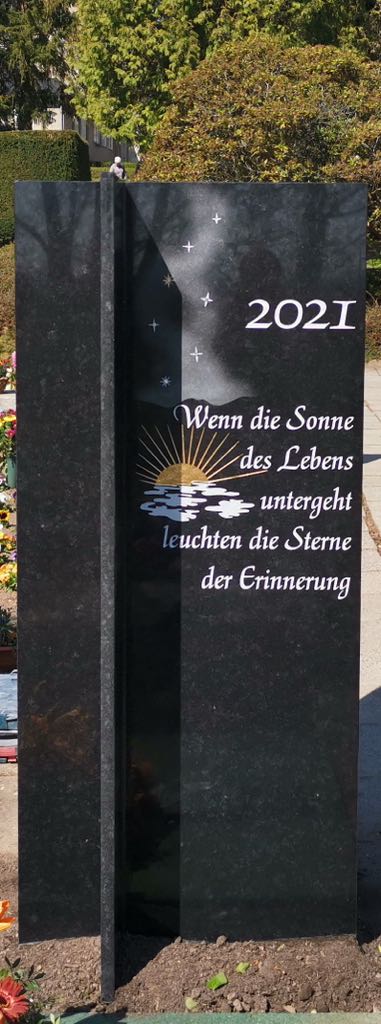 2021
Wenn die Sonne
des Lebens
untergeht
leuchten die Sterne
der Erinnerung